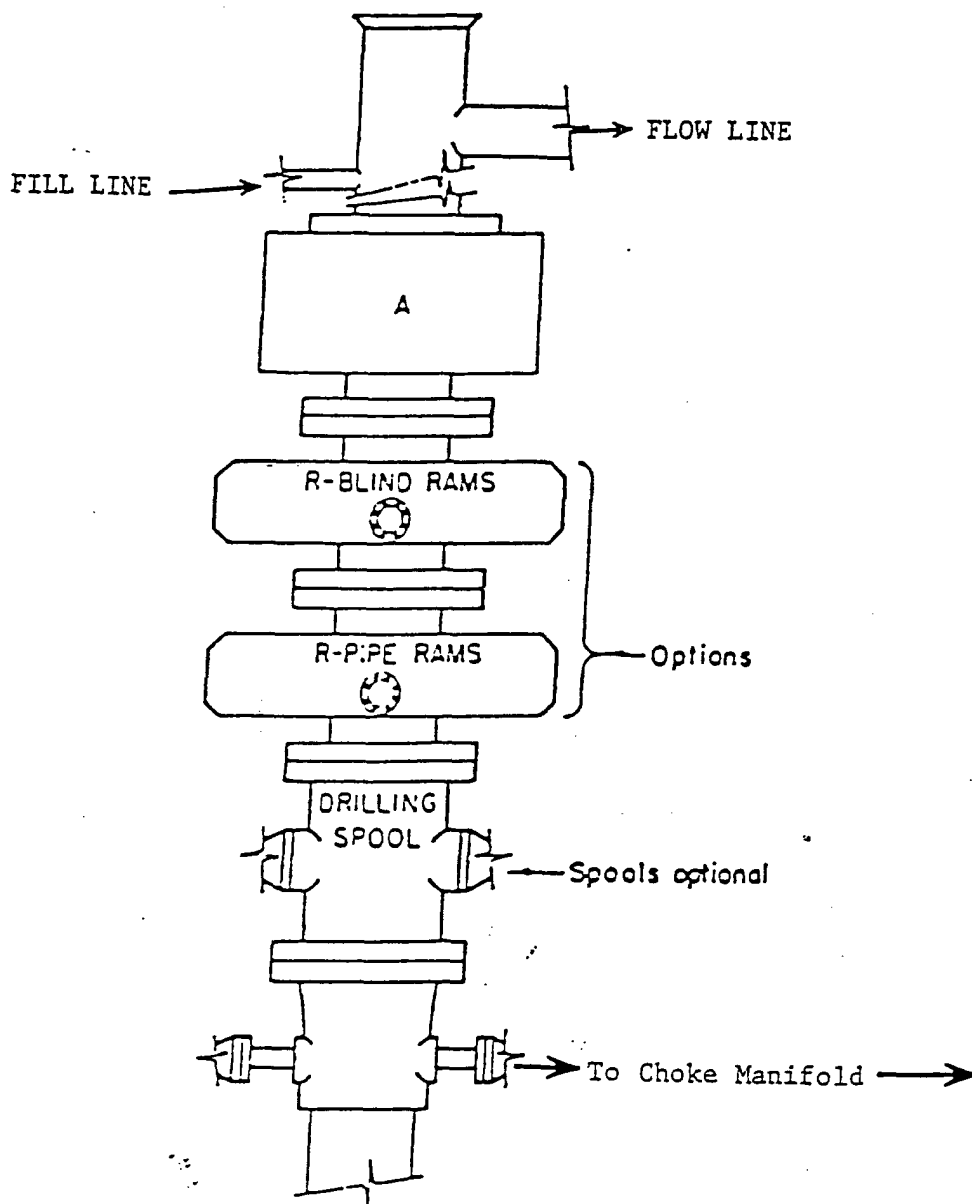 FLOW LINE
FILL LINE
A
R-BLIND RAMS
R-PIPE RAMS
Options
DRILLING
SPOOL
Spools optional
To Choke Manifold